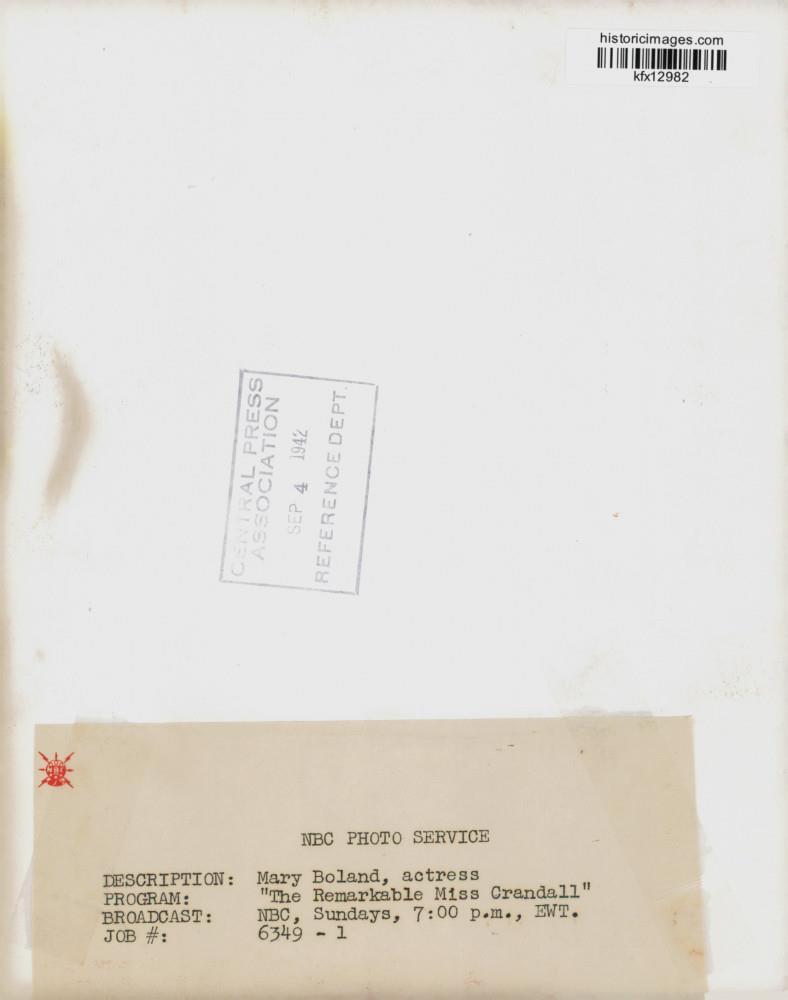 historicimages.com
kfx12982
CENTRAL PRESS
ASSOCIATION
SEP 4 1942
REFERENCE DEPT.
NBC PHOTO SERVICE
DESCRIPTION: Mary Boland, actress
PROGRAM: "The Remarkable Miss Crandall"
BROADCAST: NBC, Sundays, 7:00 p.m., EWT.
JOB #: 6349 - 1